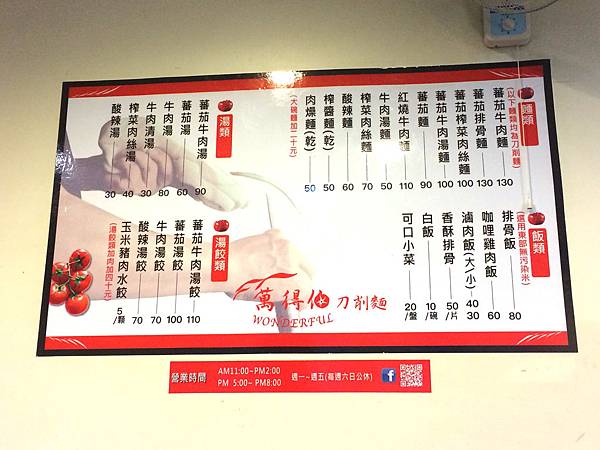 麵類
(以下麵類均為刀削麵)
蕃茄牛肉麵 130
蕃茄排骨麵 130
蕃茄榨菜肉絲麵 100
蕃茄牛肉湯麵 100
蕃茄麵 90
紅燒牛肉麵 110
牛肉湯麵 50
榨菜肉絲麵 70
酸辣麵 60
榨醬麵(乾) 50
肉燥麵(乾) 50
(大碗麵加二十元)
湯類
蕃茄牛肉湯 90
蕃茄湯 60
牛肉湯 80
牛肉清湯 30
榨菜肉絲湯 40
酸辣湯 30
飯類
(選用東部無污染米)
排骨飯 80
咖哩雞肉飯 60
滷肉飯(大/小) 40 30
香酥排骨 50/片
白飯 10/碗
可口小菜 20/盤
湯餃類
蕃茄牛肉湯餃 110
蕃茄湯餃 100
牛肉湯餃 70
酸辣湯餃 70
玉米豬肉水餃 5/顆
(湯餃類加肉加四十元)
萬得佛刀削麵
WONDERFUL
營業時間
AM11:00~PM2:00
PM 5:00~PM8:00
週一~週五(每週六日公休)
f